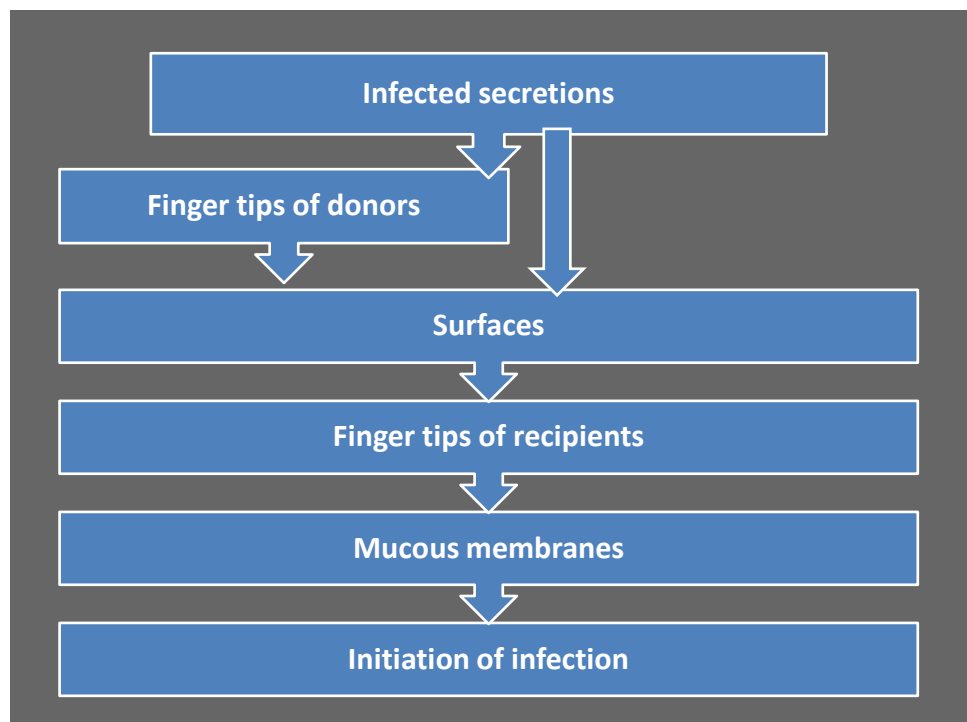 Infected secretions
Finger tips of donors
Surfaces
Finger tips of recipients
Mucous membranes
Initiation of infection